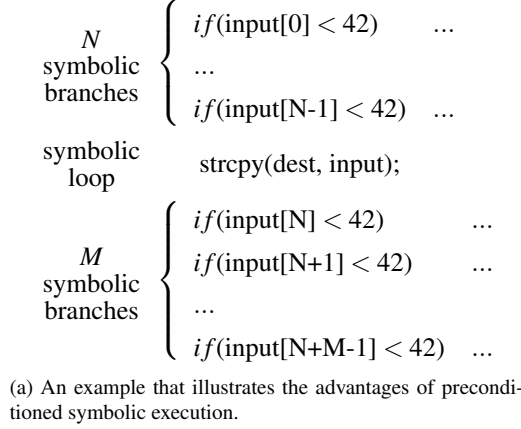 N
symbolic
branches
if(input[0] < 42) ...
...
if(input[N-1] < 42) ...
symbolic
loop
strcpy(dest, input);
M
symbolic
branches
if(input[N] < 42) ...
if(input[N+1] < 42) ...
...
if(input[N+M-1] < 42) ...
(a) An example that illustrates the advantages of precondi-
tioned symbolic execution.